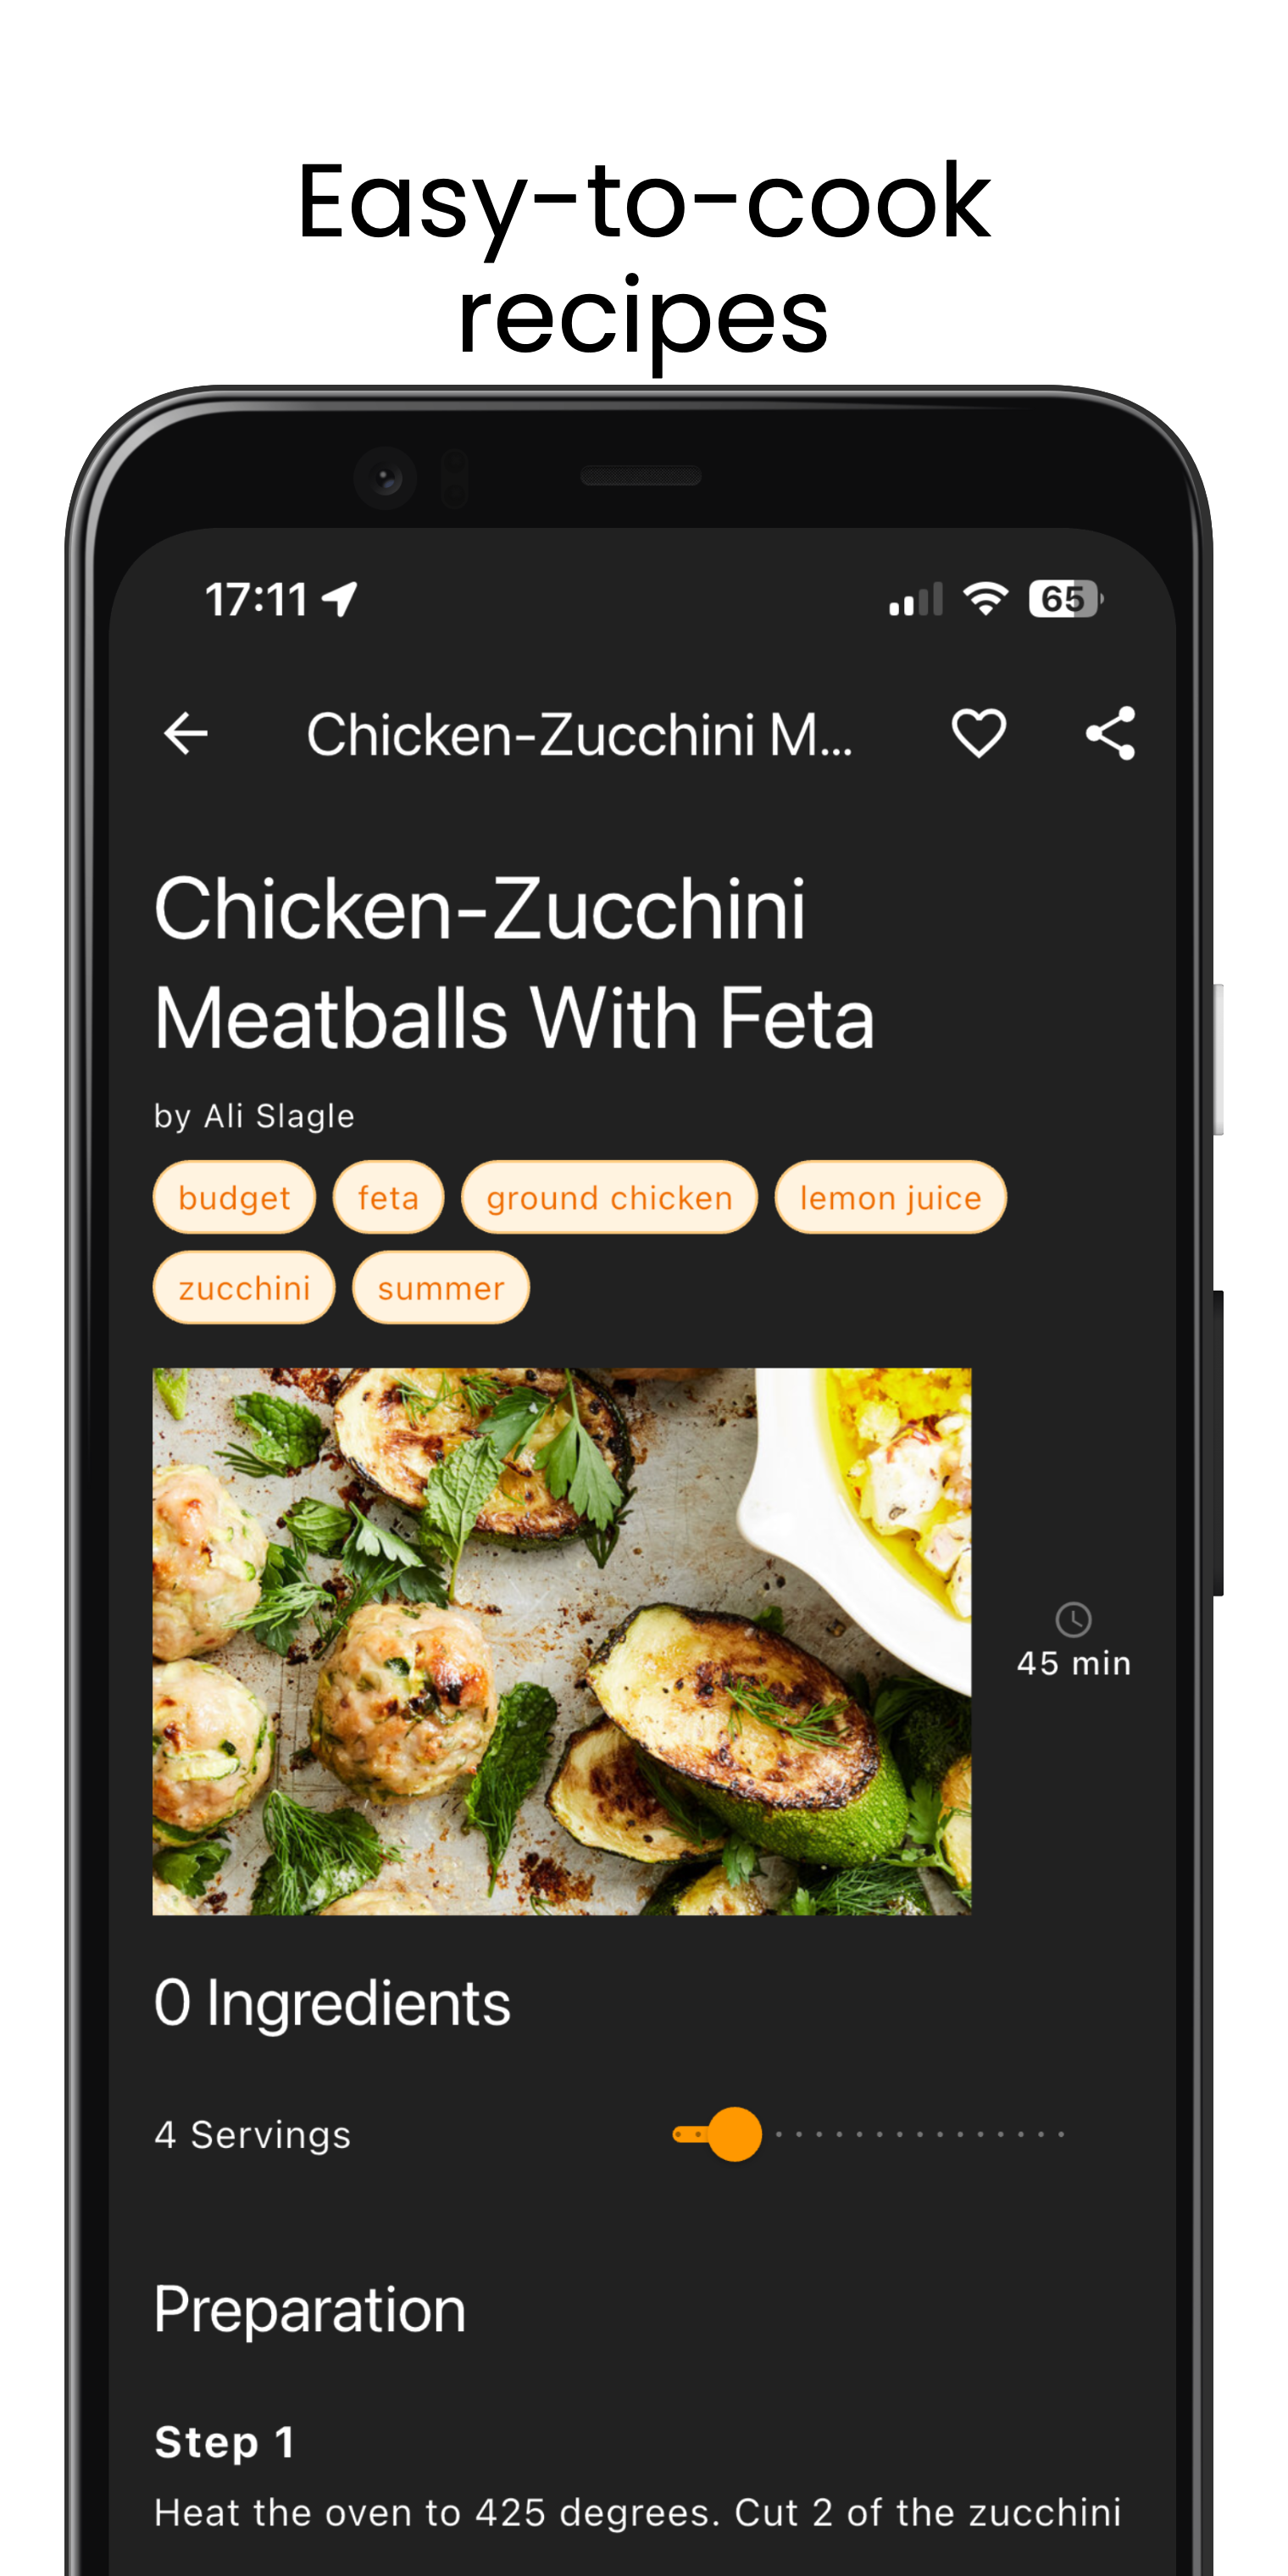 Easy-to-cook
recipes
17:11
65
Chicken-Zucchini M...
Chicken-Zucchini
Meatballs With Feta
by Ali Slagle
budget feta ground chicken lemon juice
zucchini summer
45 min
0 Ingredients
4 Servings
Preparation
Step 1
Heat the oven to 425 degrees. Cut 2 of the zucchini